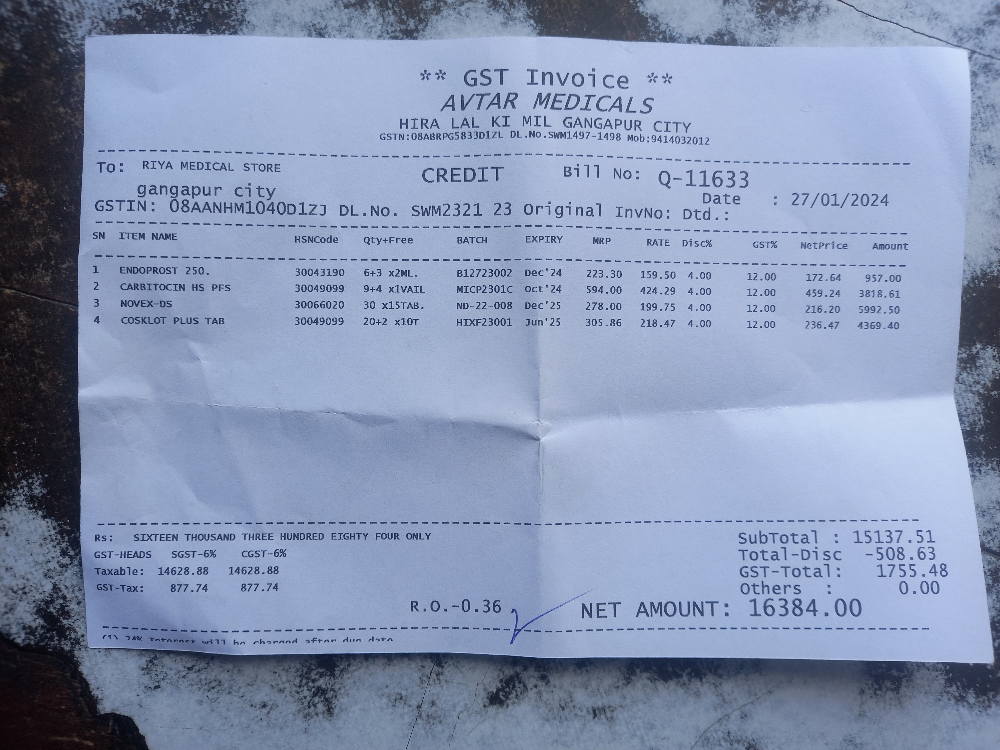 ** GST Invoice **
AVTAR MEDICALS
HIRA LAL KI MIL GANGAPUR CITY
GSTN:08ABRPG5833D1ZL DL.No.SWM1497-1498 Mob:9414032012
To: RIYA MEDICAL STORE CREDIT Bill No: Q-11633
gangapur city Date : 27/01/2024
GSTIN: 08AANHM1040D1ZJ DL.No. SWM2321 23 Original InvNo: Dtd.:
SN ITEM NAME HSNCode Qty+Free BATCH EXPIRY MRP RATE Disc% GST% NetPrice Amount
1 ENDOPROST 250. 30043190 6+3 x2ML. B12723002 Dec'24 223.30 159.50 4.00 12.00 172.64 957.00
2 CARBITOCIN HS PFS 30049099 9+4 x1VAIL MICP2301C Oct'24 594.00 424.29 4.00 12.00 459.24 3818.61
3 NOVEX-DS 30066020 30 x15TAB. ND-22-008 Dec'25 278.00 199.75 4.00 12.00 216.20 5992.50
4 COSKLOT PLUS TAB 30049099 20+2 x10T HIXF23001 Jun'25 305.86 218.47 4.00 12.00 236.47 4369.40
Rs: SIXTEEN THOUSAND THREE HUNDRED EIGHTY FOUR ONLY SubTotal : 15137.51
GST-HEADS SGST-6% CGST-6% Total-Disc -508.63
Taxable: 14628.88 14628.88 GST-Total: 1755.48
GST-Tax: 877.74 877.74 Others : 0.00
R.O.-0.36 NET AMOUNT: 16384.00
(1) 24% Interest will be charged after due date